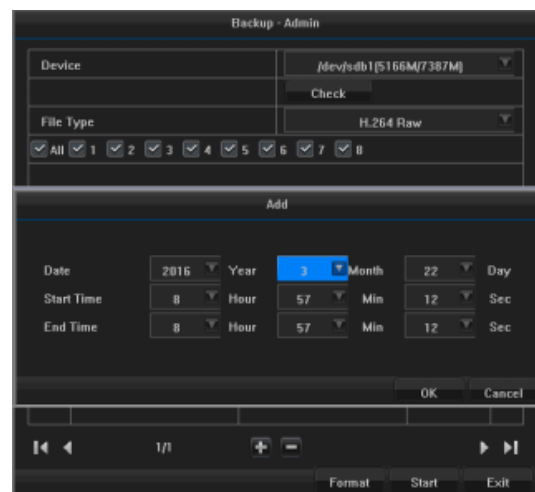 Backup - Admin
Device /dev/sdb1(5166M/7387M)
Check
File Type H.264 Raw
All 1 2 3 4 5 6 7 8
Add
Date 2016 Year 3 Month 22 Day
Start Time 8 Hour 57 Min 12 Sec
End Time 8 Hour 57 Min 12 Sec
OK Cancel
1/1
Format Start Exit